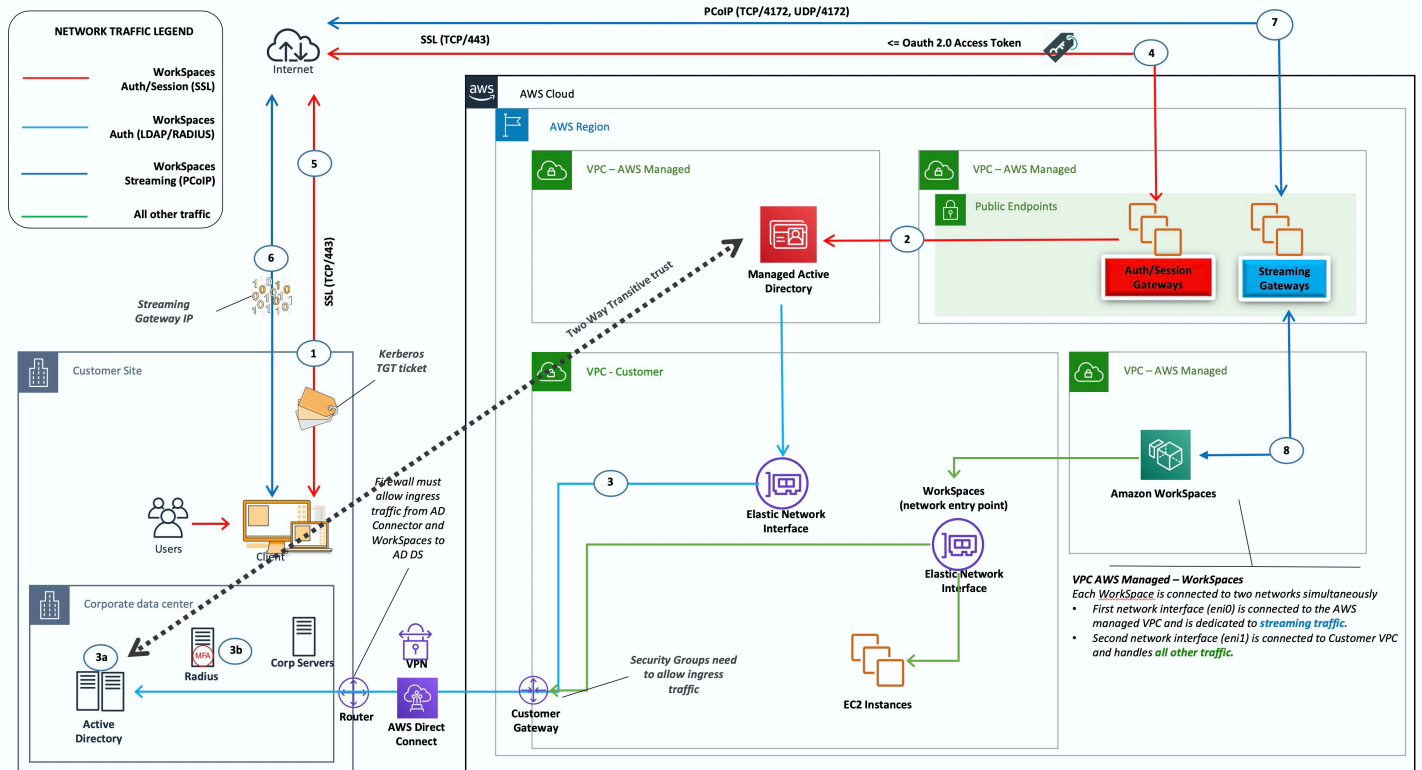 NETWORK TRAFFIC LEGEND
WorkSpaces
Auth/Session (SSL)
WorkSpaces
Auth (LDAP/RADIUS)
WorkSpaces
Streaming (PCoIP)
All other traffic
Internet
PCoIP (TCP/4172, UDP/4172)
7
SSL (TCP/443)
<= Oauth 2.0 Access Token
4
aws
AWS Cloud
AWS Region
VPC – AWS Managed
VPC – AWS Managed
Public Endpoints
5
SSL (TCP/443)
6
Streaming
Gateway IP
1
Kerberos
TGT ticket
Two Way Transitive trust
Managed Active
Directory
2
Auth/Session
Gateways
Streaming
Gateways
Customer Site
VPC - Customer
VPC – AWS Managed
Users
Client
Firewall must
allow ingress
traffic from AD
Connector and
WorkSpaces to
AD DS
3
Elastic Network
Interface
WorkSpaces
(network entry point)
Elastic Network
Interface
8
Amazon WorkSpaces
VPC AWS Managed – WorkSpaces
Each WorkSpace is connected to two networks simultaneously
• First network interface (eni0) is connected to the AWS
managed VPC and is dedicated to streaming traffic.
• Second network interface (eni1) is connected to Customer VPC
and handles all other traffic.
Corporate data center
3a
MFA
3b
Radius
Corp Servers
Active
Directory
Router
VPN
AWS Direct
Connect
Customer
Gateway
Security Groups need
to allow ingress
traffic
EC2 Instances